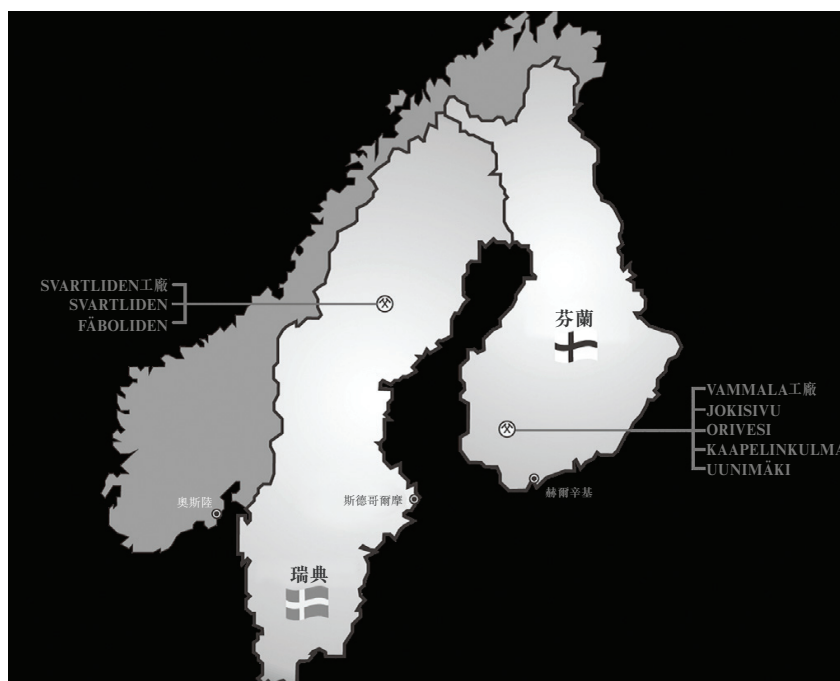 SVARTLIDEN工廠
SVARTLIDEN
FÄBOLIDEN
芬蘭
VAMMALA工廠
JOKISIVU
ORIVESI
KAAPELINKULMA
UUNIMÄKI
奧斯陸
斯德哥爾摩
赫爾辛基
瑞典